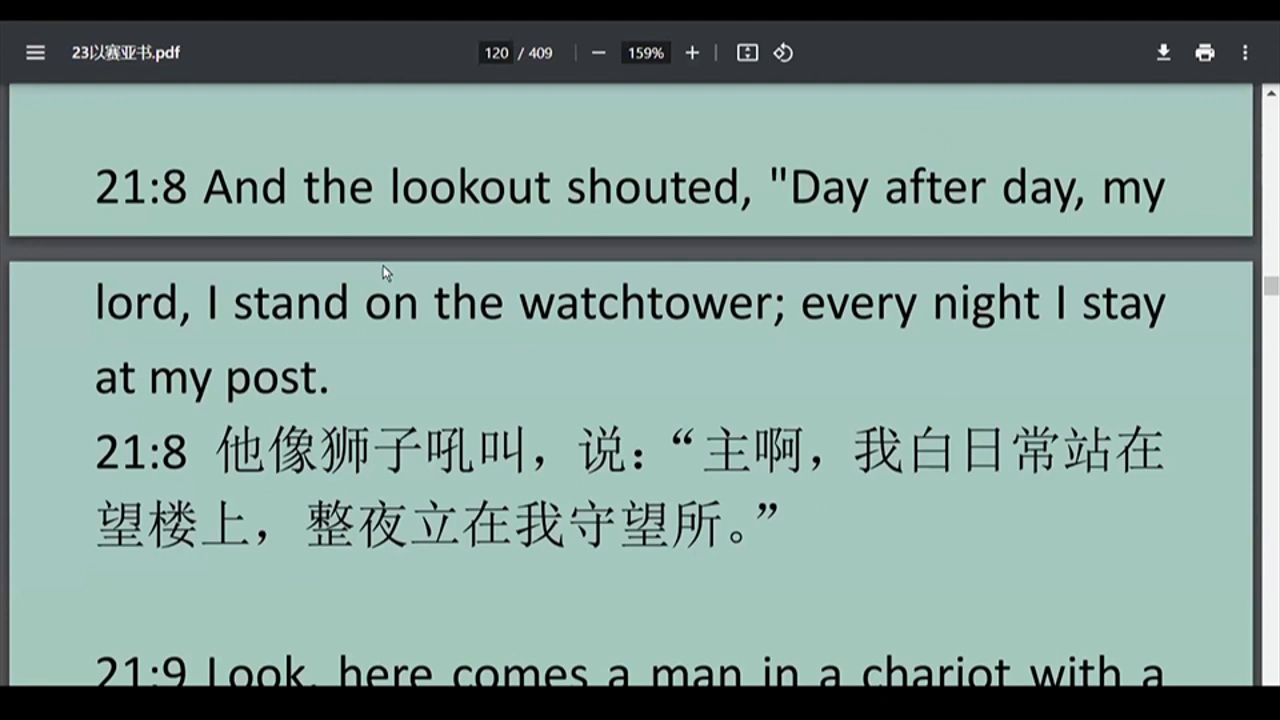 23以赛亚书.pdf
120 / 409
159%
21:8 And the lookout shouted, "Day after day, my
lord, I stand on the watchtower; every night I stay
at my post.
21:8 他像狮子吼叫，说：“主啊，我白日常站在
望楼上，整夜立在我守望所。”
21:9 Look, here comes a man in a chariot with a